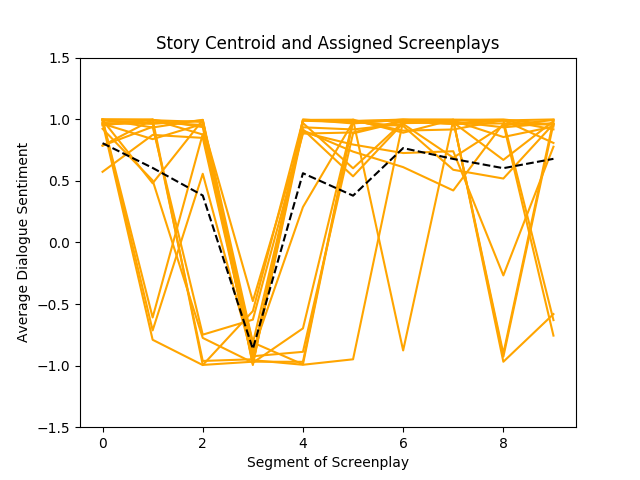 Story Centroid and Assigned Screenplays
1.5
1.0
0.5
0.0
−0.5
−1.0
−1.5
Average Dialogue Sentiment
0 2 4 6 8
Segment of Screenplay